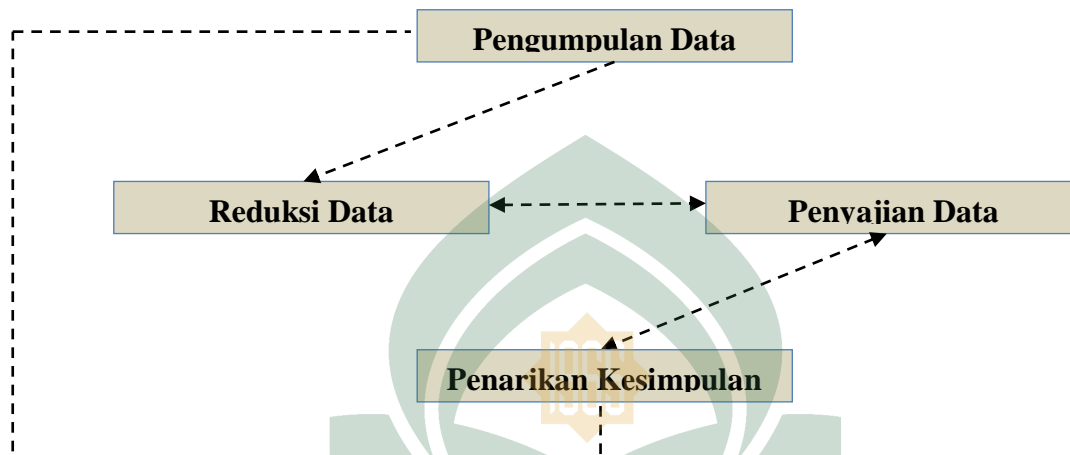 Pengumpulan Data
Reduksi Data
Penyajian Data
Penarikan Kesimpulan